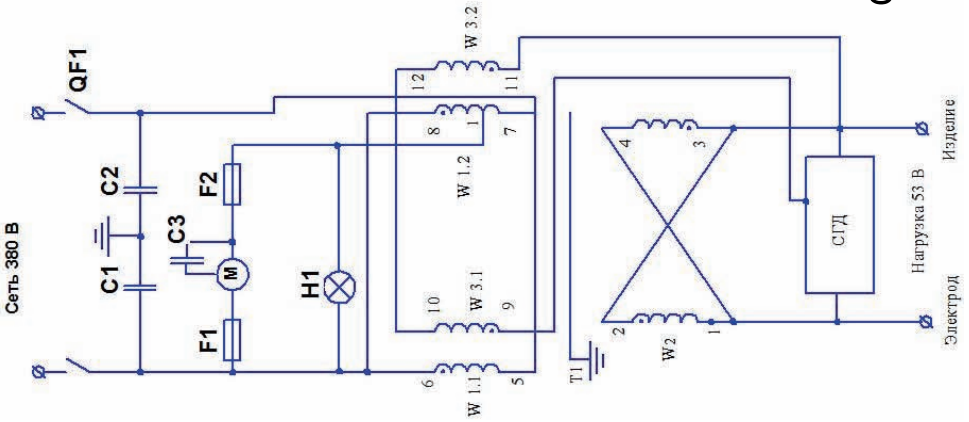 Сеть 380 В
QF1
C1
C2
C3
F1
M
F2
H1
W 3.2
12
11
8
1
7
W 1.2
10
W 3.1
9
6
5
W 1.1
T1
4
3
2
W2
1
СГД
Нагрузка 53 В
Электрод
Изделие